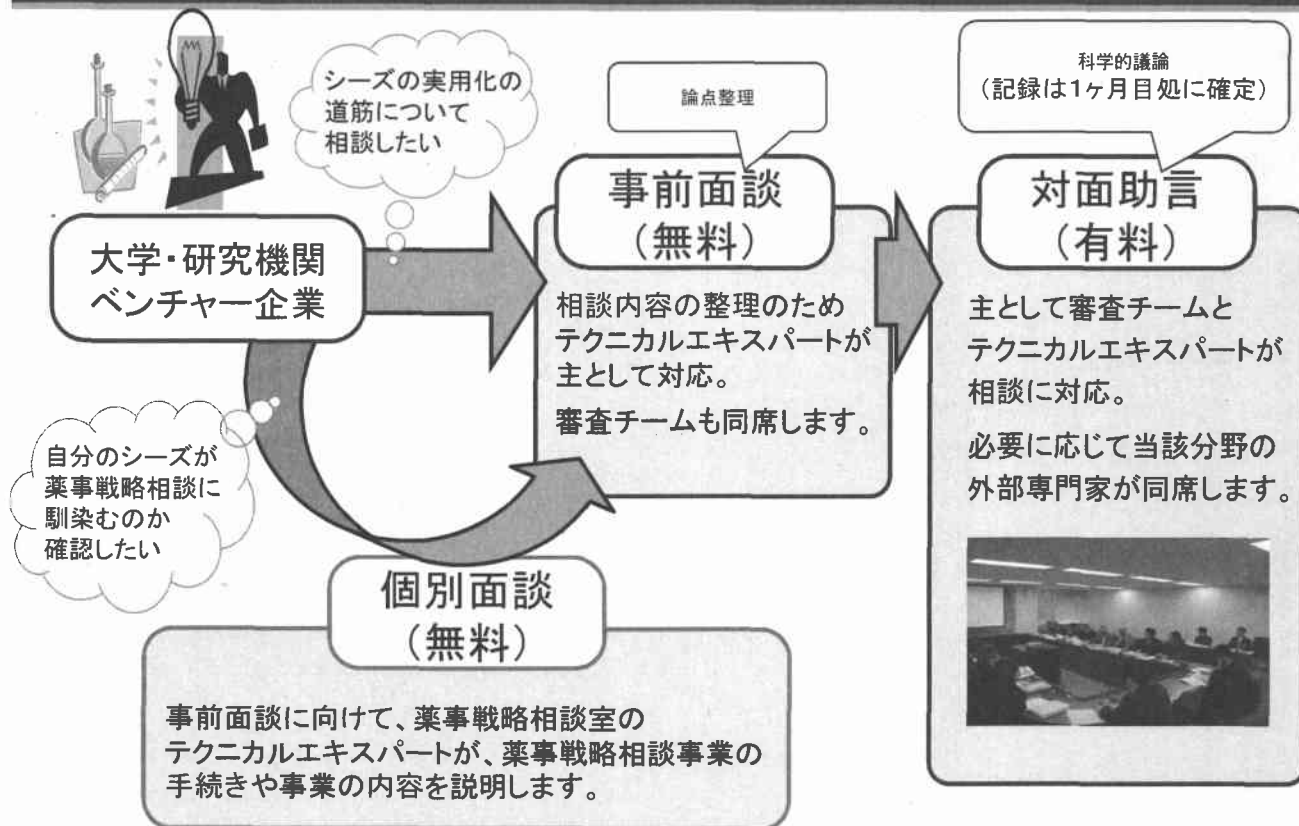 シーズの実用化の
道筋について
相談したい
論点整理
科学的議論
(記録は1ヶ月目処に確定)
大学・研究機関
ベンチャー企業
事前面談
(無料)
相談内容の整理のため
テクニカルエキスパートが
主として対応。
審査チームも同席します。
対面助言
(有料)
主として審査チームと
テクニカルエキスパートが
相談に対応。
必要に応じて当該分野の
外部専門家が同席します。
自分のシーズが
薬事戦略相談に
馴染むのか
確認したい
個別面談
(無料)
事前面談に向けて、薬事戦略相談室の
テクニカルエキスパートが、薬事戦略相談事業の
手続きや事業の内容を説明します。